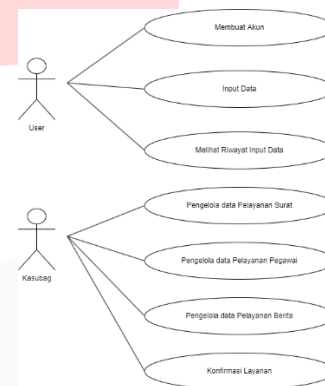 Membuat Akun
Input Data
User
Melihat Riwayat Input Data
Pengelola data Pelayanan Surat
Pengelola data Pelayanan Pegawai
Kasubag
Pengelola data Pelayanan Berita
Konfirmasi Layanan